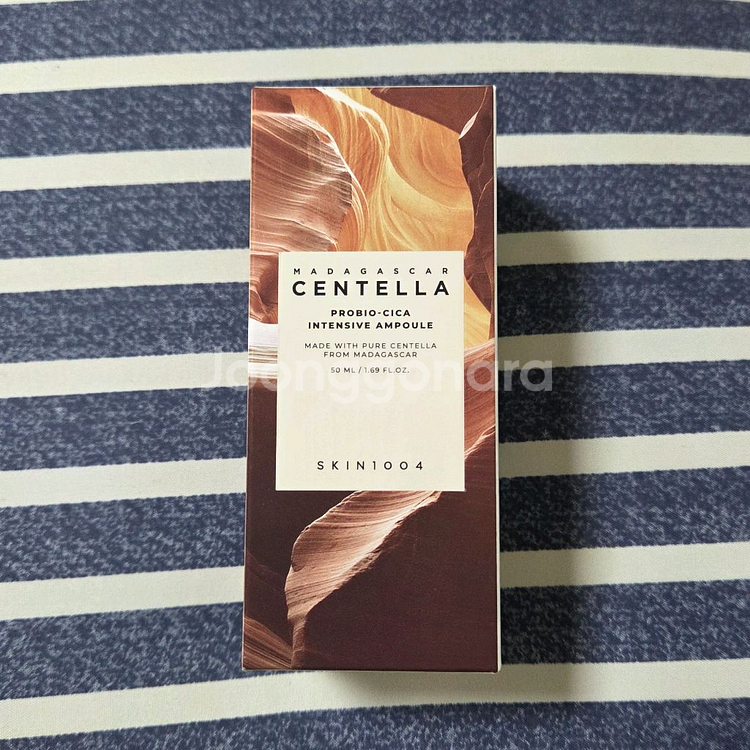 MADAGASCAR
CENTELLA
PROBIO-CICA
INTENSIVE AMPOULE
MADE WITH PURE CENTELLA
FROM MADAGASCAR
50 ML / 1.69 FL.OZ.
Joonggonara
SKIN1004